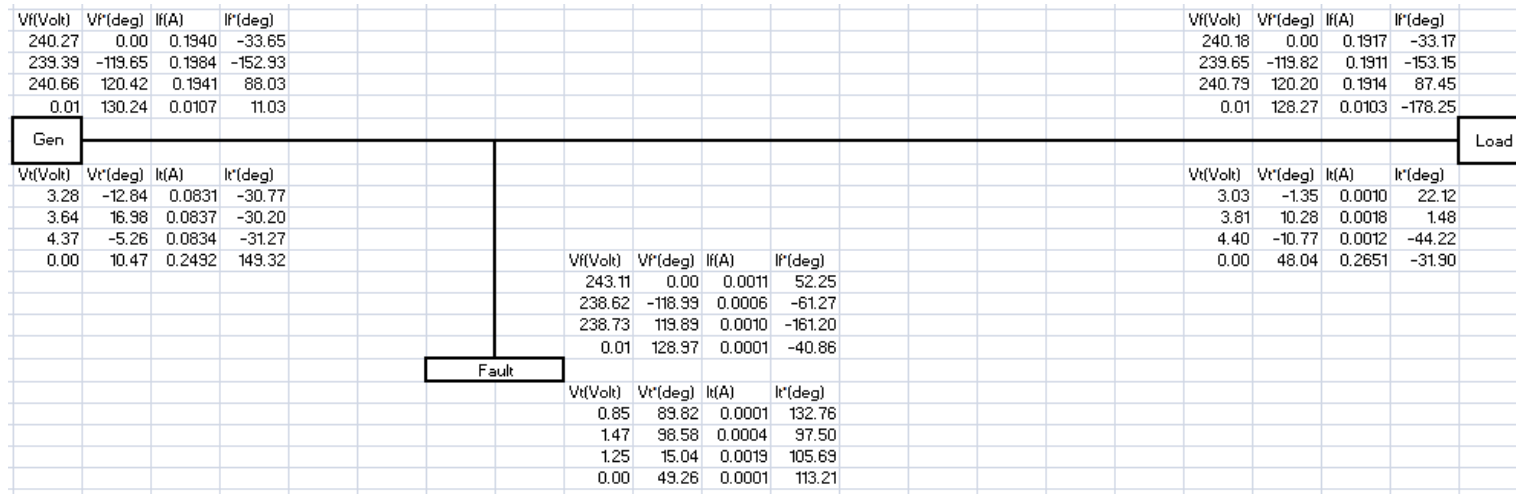 Vf(Volt) Vf°(deg) If(A) If°(deg)
240.27 0.00 0.1940 -33.65
239.39 -119.65 0.1984 -152.93
240.66 120.42 0.1941 88.03
0.01 130.24 0.0107 11.03
Vf(Volt) Vf°(deg) If(A) If°(deg)
240.18 0.00 0.1917 -33.17
239.65 -119.82 0.1911 -153.15
240.79 120.20 0.1914 87.45
0.01 128.27 0.0103 -178.25
Gen
Load
Vt(Volt) Vt°(deg) It(A) It°(deg)
3.28 -12.84 0.0831 -30.77
3.64 16.98 0.0837 -30.20
4.37 -5.26 0.0834 -31.27
0.00 10.47 0.2492 149.32
Vt(Volt) Vt°(deg) It(A) It°(deg)
3.03 -1.35 0.0010 22.12
3.81 10.28 0.0018 1.48
4.40 -10.77 0.0012 -44.22
0.00 48.04 0.2651 -31.90
Vf(Volt) Vf°(deg) If(A) If°(deg)
243.11 0.00 0.0011 52.25
238.62 -118.99 0.0006 -61.27
238.73 119.89 0.0010 -161.20
0.01 128.97 0.0001 -40.86
Fault
Vt(Volt) Vt°(deg) It(A) It°(deg)
0.85 89.82 0.0001 132.76
1.47 98.58 0.0004 97.50
1.25 15.04 0.0019 105.69
0.00 49.26 0.0001 113.21